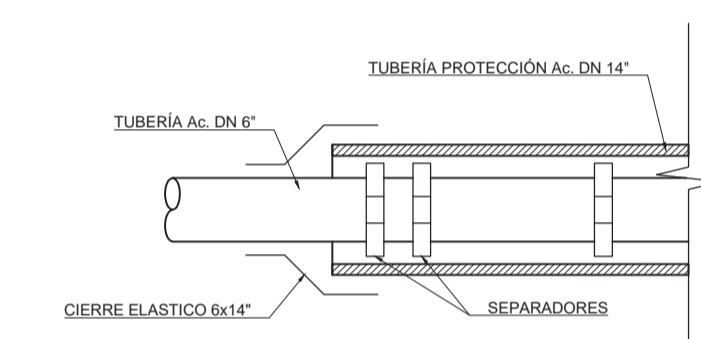 TUBERÍA PROTECCIÓN Ac. DN 14"
TUBERÍA Ac. DN 6"
CIERRE ELASTICO 6x14"
SEPARADORES